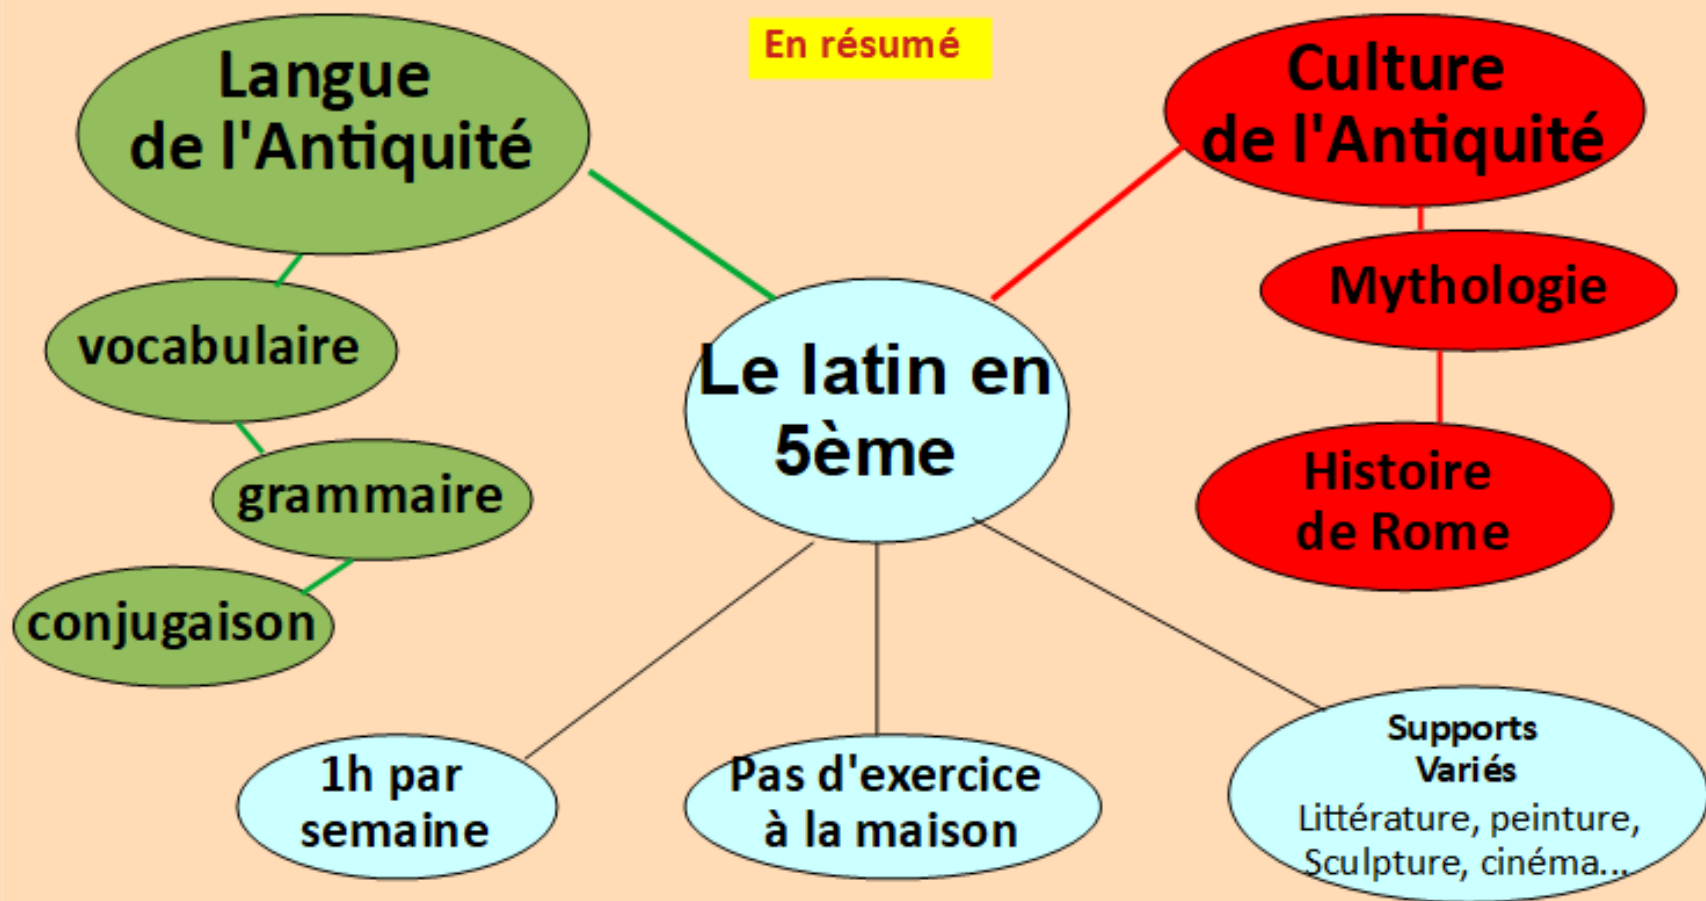 En résumé
Langue
de l'Antiquité
vocabulaire
grammaire
conjugaison
Culture
de l'Antiquité
Mythologie
Histoire
de Rome
Le latin en
5ème
1h par
semaine
Pas d'exercice
à la maison
Supports
Variés
Littérature, peinture,
Sculpture, cinéma...